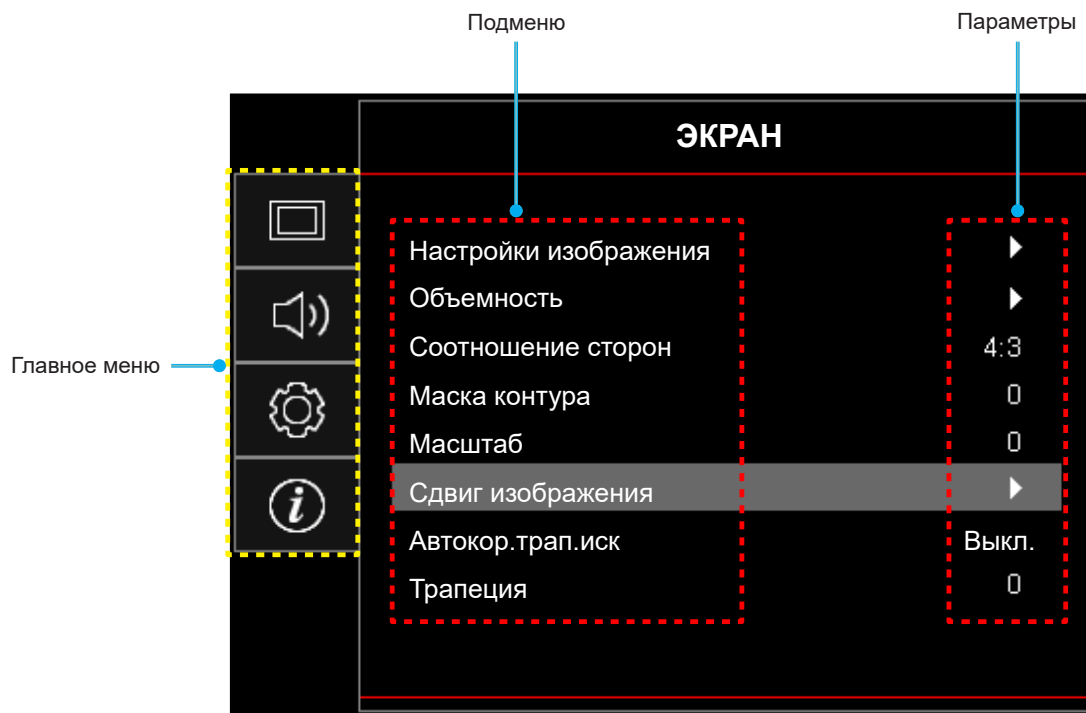 Подменю
Параметры
ЭКРАН
Главное меню
Настройки изображения
Объемность
Соотношение сторон 4:3
Маска контура 0
Масштаб 0
Сдвиг изображения
Автокор.трап.иск Выкл.
Трапеция 0